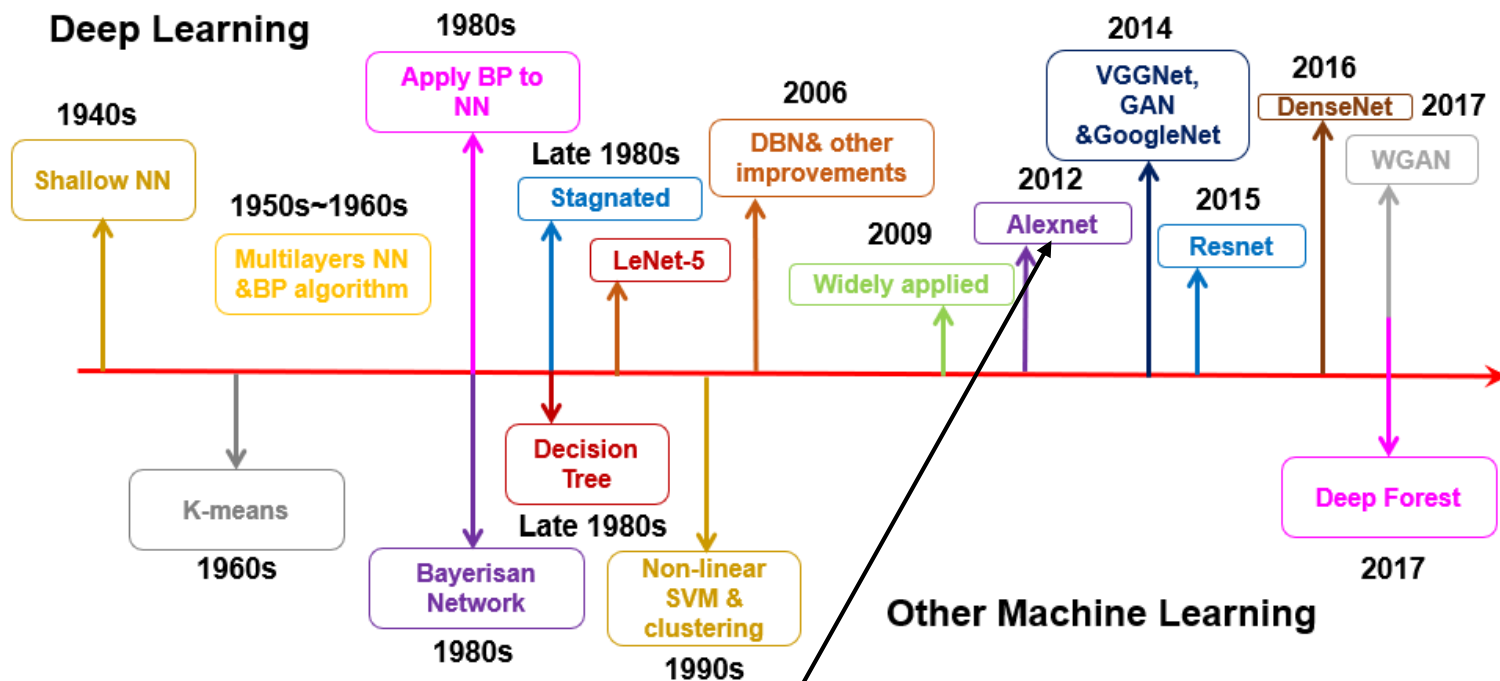 Deep Learning
1940s
Shallow NN
1950s~1960s
Multilayers NN
&BP algorithm
1980s
Apply BP to
NN
Late 1980s
Stagnated
LeNet-5
2006
DBN& other
improvements
2009
Widely applied
2012
Alexnet
2014
VGGNet,
GAN
&GoogleNet
2015
Resnet
2016
DenseNet
2017
WGAN
K-means
1960s
Bayerisan
Network
1980s
Decision
Tree
Late 1980s
Non-linear
SVM &
clustering
1990s
Deep Forest
2017
Other Machine Learning